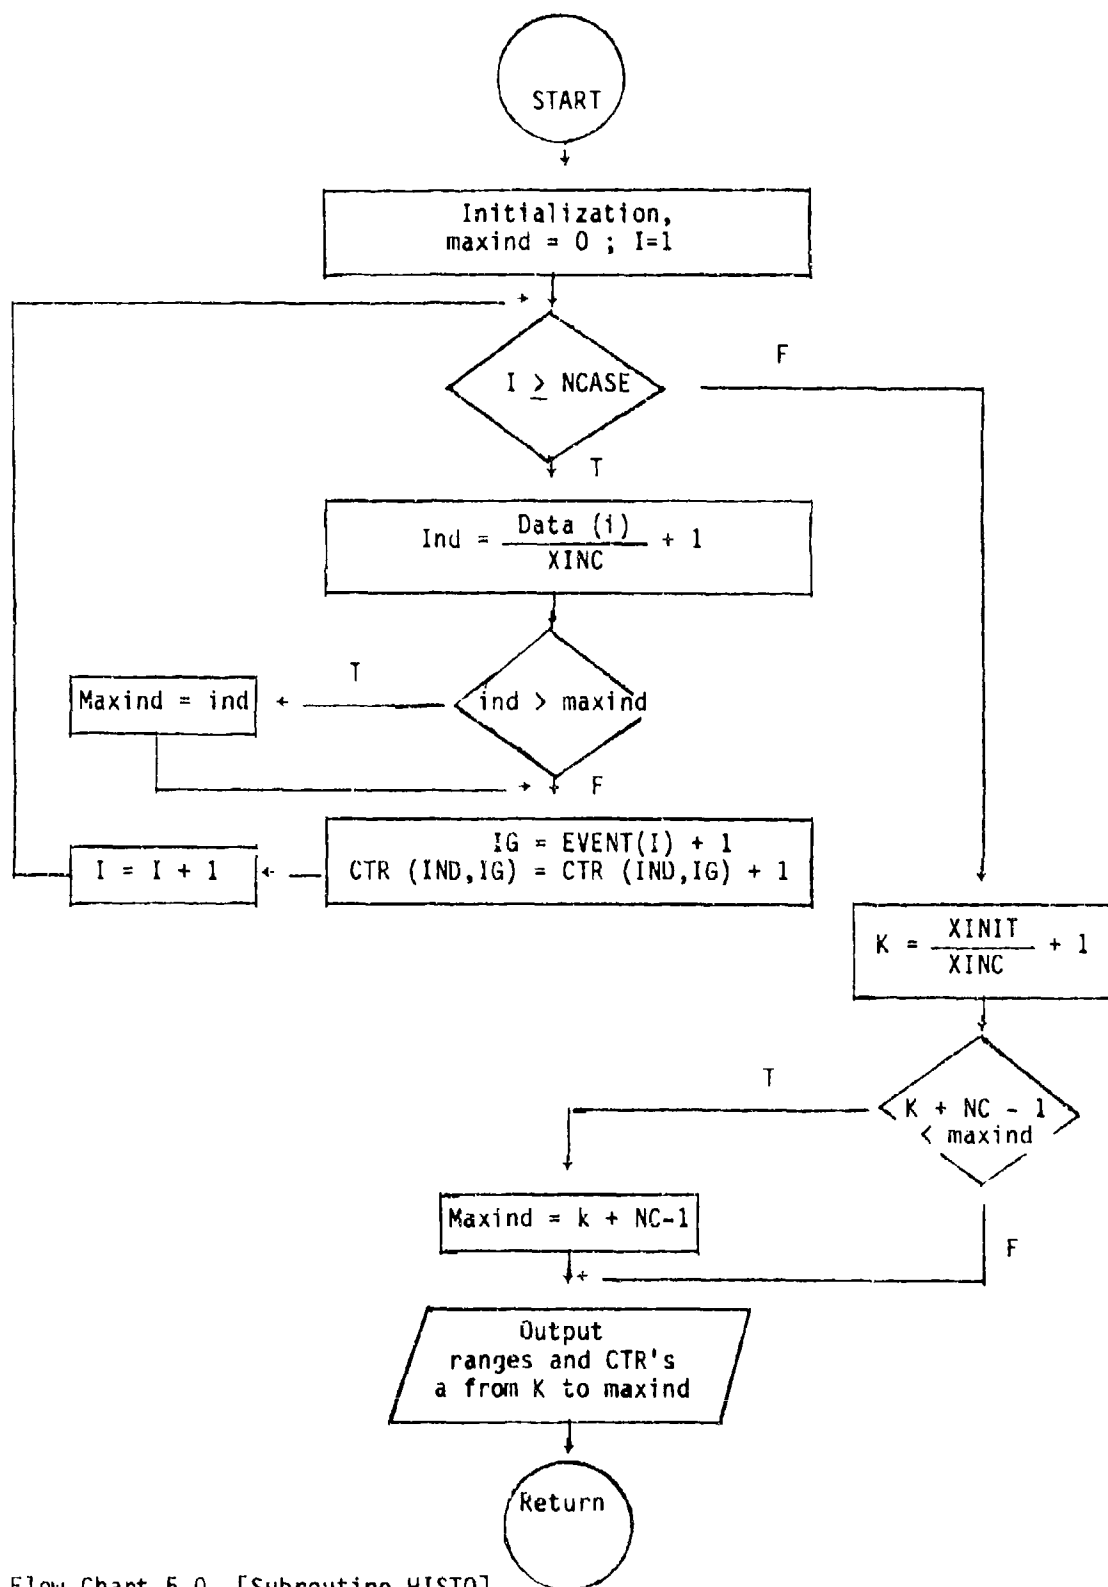 START
Initialization,
maxind = 0 ; I=1
I ≥ NCASE
F
T
Ind = Data (i) / XINC + 1
ind > maxind
T
Maxind = ind
F
IG = EVENT(I) + 1
CTR (IND,IG) = CTR (IND,IG) + 1
I = I + 1
K = XINIT / XINC + 1
K + NC - 1
< maxind
T
Maxind = k + NC-1
F
Output
ranges and CTR's
a from K to maxind
Return
Flow Chart 5.0 [Subroutine HISTO]